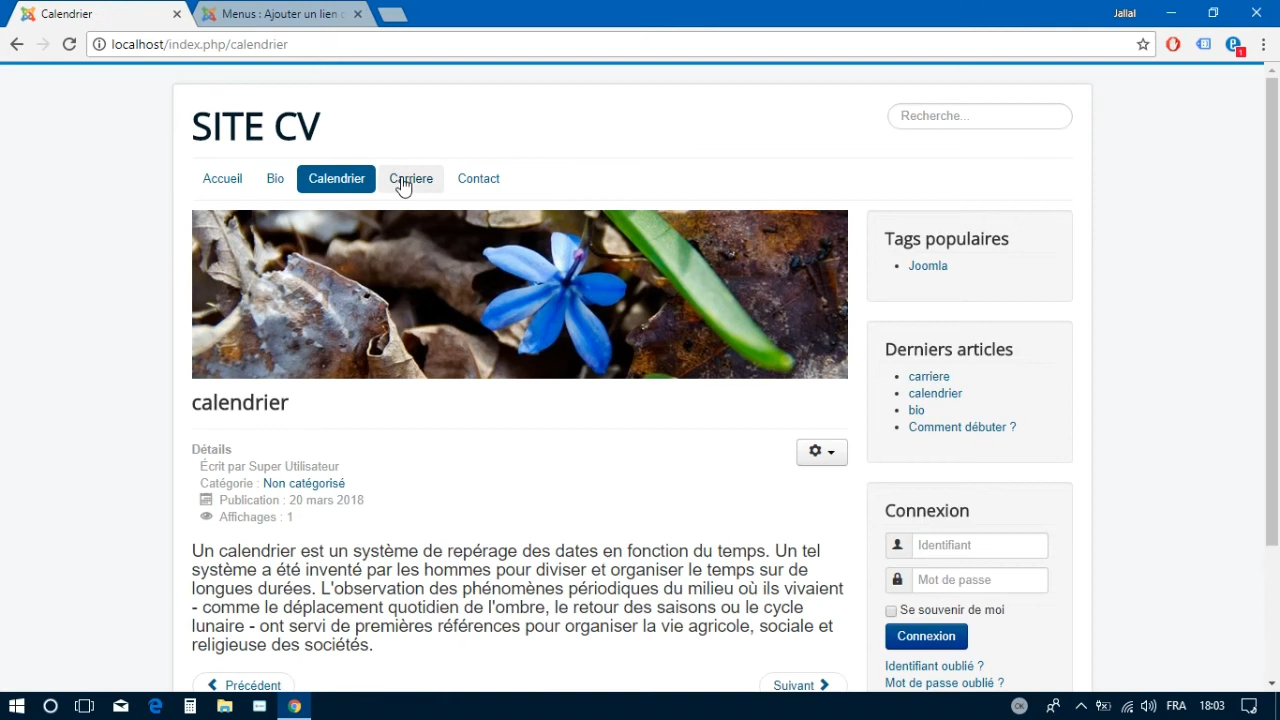 Calendrier
Menus : Ajouter un lien
Jallal
localhost/index.php/calendrier
1
SITE CV
Recherche...
Accueil
Bio
Calendrier
Carriere
Contact
Tags populaires
Joomla
Derniers articles
carriere
calendrier
bio
Comment débuter ?
calendrier
Détails
Écrit par Super Utilisateur
Catégorie : Non catégorisé
Publication : 20 mars 2018
Affichages : 1
Un calendrier est un système de repérage des dates en fonction du temps. Un tel
système a été inventé par les hommes pour diviser et organiser le temps sur de
longues durées. L'observation des phénomènes périodiques du milieu où ils vivaient
- comme le déplacement quotidien de l'ombre, le retour des saisons ou le cycle
lunaire - ont servi de premières références pour organiser la vie agricole, sociale et
religieuse des sociétés.
Précédent
Suivant
Connexion
Identifiant
Mot de passe
Se souvenir de moi
Connexion
Identifiant oublié ?
Mot de passe oublié ?
FRA
18:03